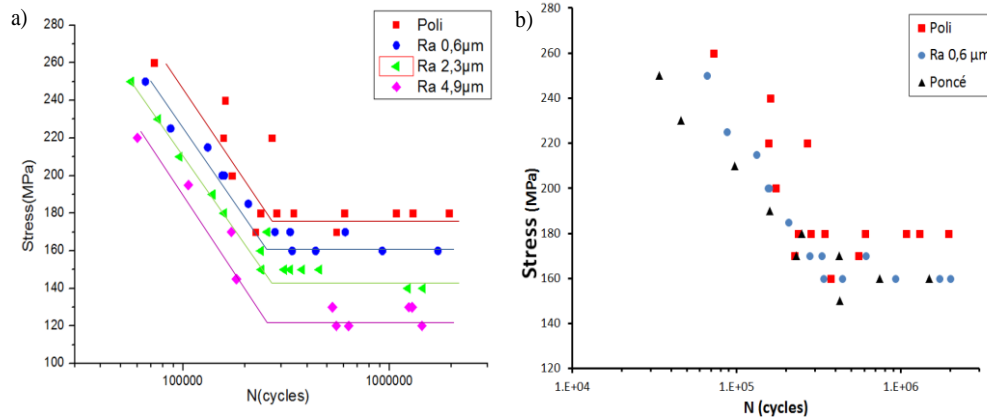 a)
Stress(MPa)
280
260
240
220
200
180
160
140
120
100
80
100000
1000000
N(cycles)
Poli
Ra 0,6µm
Ra 2,3µm
Ra 4,9µm
b)
Stress (MPa)
280
260
240
220
200
180
160
140
120
1.E+04
1.E+05
1.E+06
N (cycles)
Poli
Ra 0,6 µm
Poncé